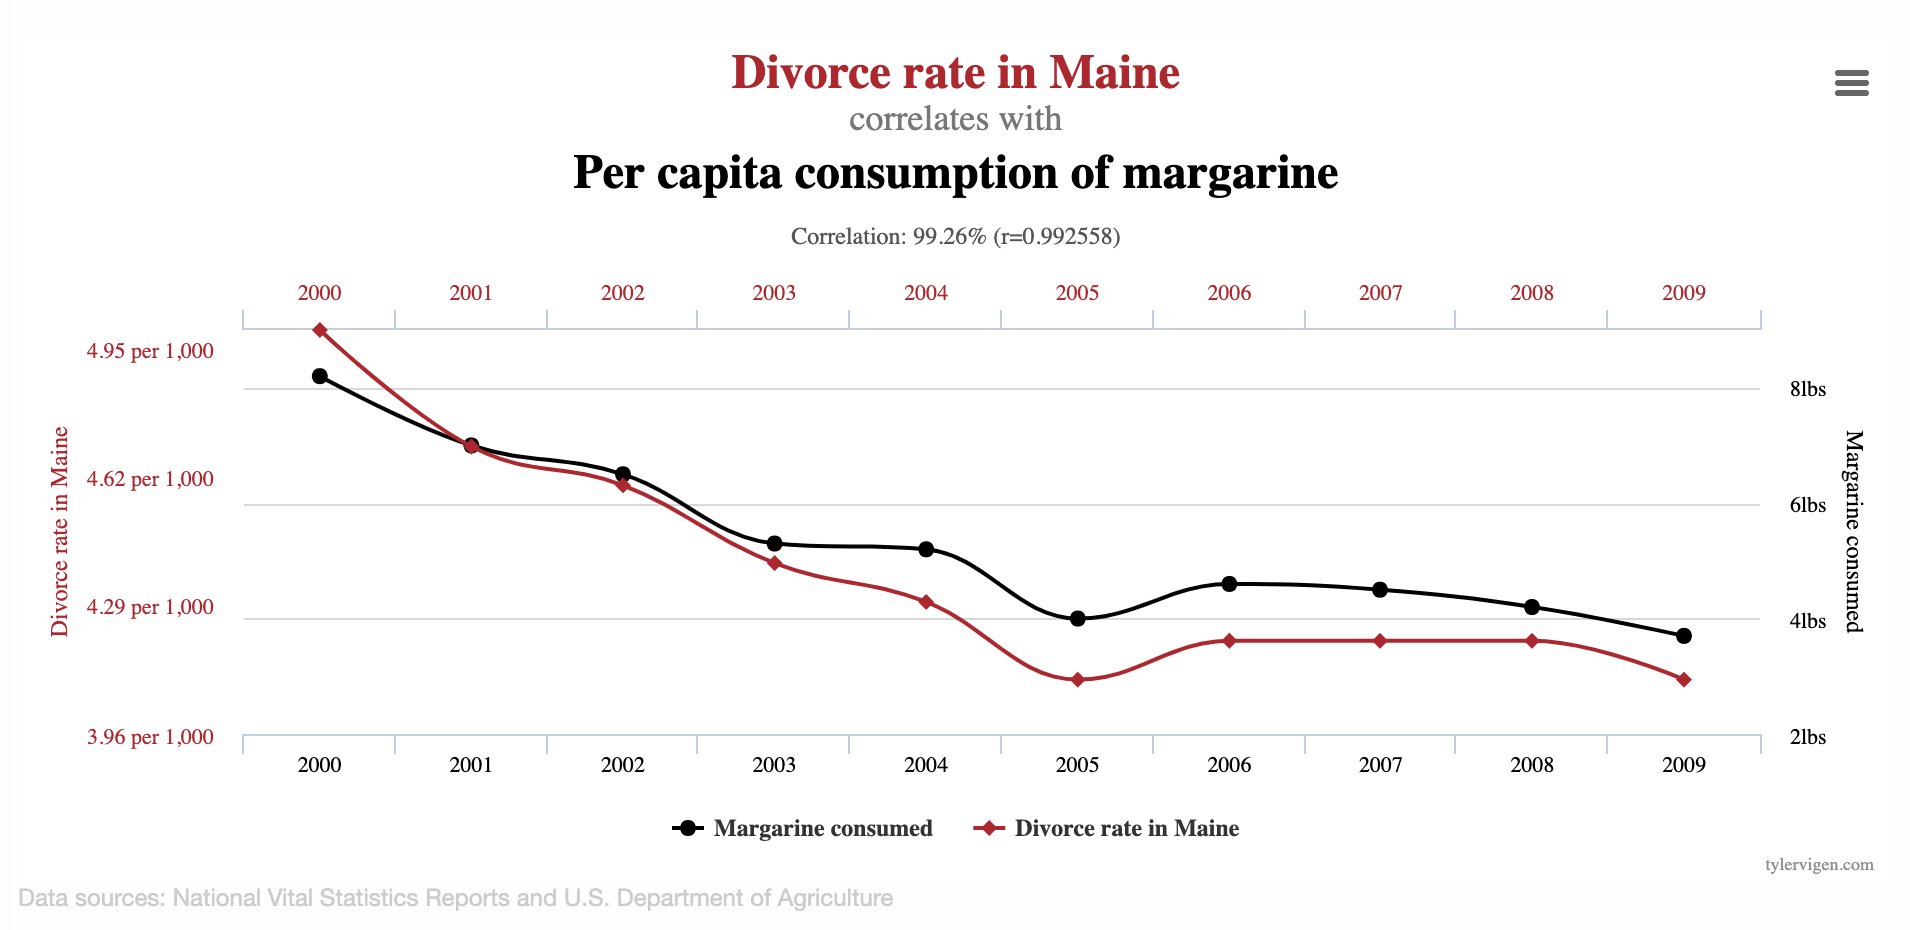 Divorce rate in Maine
correlates with
Per capita consumption of margarine
Correlation: 99.26% (r=0.992558)
2000 2001 2002 2003 2004 2005 2006 2007 2008 2009
4.95 per 1,000
8lbs
4.62 per 1,000
6lbs
4.29 per 1,000
4lbs
3.96 per 1,000
2lbs
Divorce rate in Maine
Margarine consumed
2000 2001 2002 2003 2004 2005 2006 2007 2008 2009
Margarine consumed Divorce rate in Maine
tylervigen.com
Data sources: National Vital Statistics Reports and U.S. Department of Agriculture